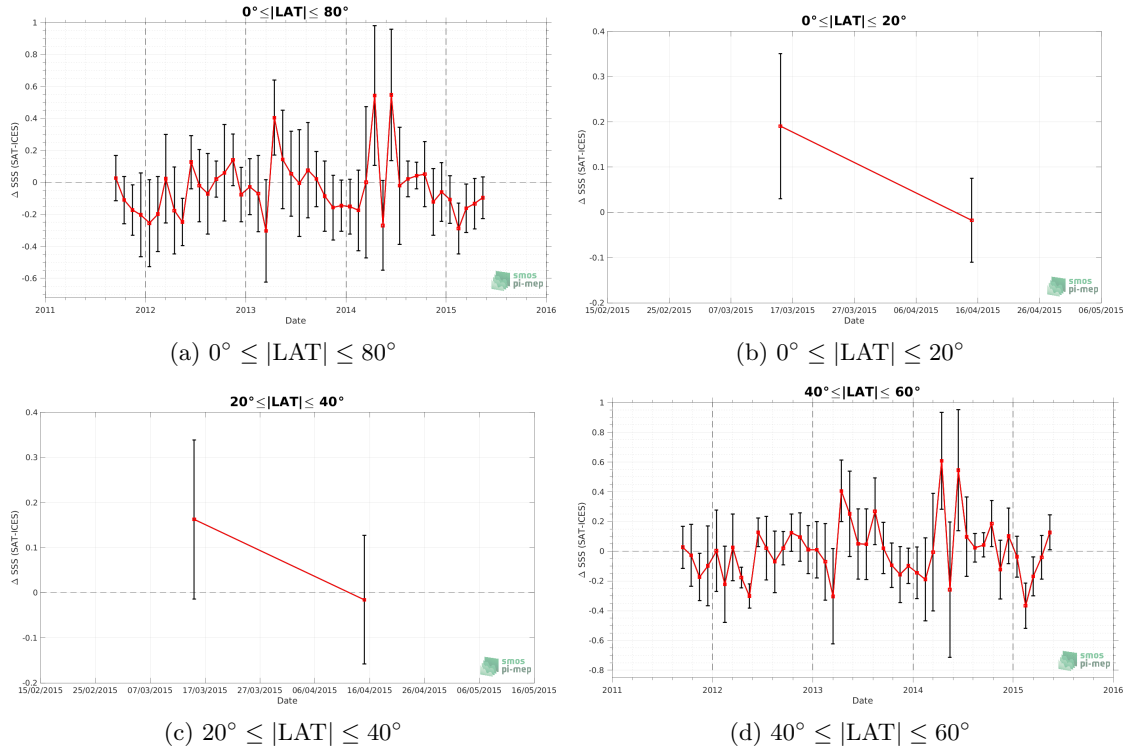 0°≤|LAT|≤ 80°
Δ SSS (SAT-ICES)
1
0.8
0.6
0.4
0.2
0
-0.2
-0.4
-0.6
2011
2012
2013
2014
2015
2016
Date
smos
pi-mep
(a) 0° ≤ |LAT| ≤ 80°
0°≤|LAT|≤ 20°
Δ SSS (SAT-ICES)
0.4
0.3
0.2
0.1
0
-0.1
-0.2
15/02/2015
25/02/2015
07/03/2015
17/03/2015
27/03/2015
06/04/2015
16/04/2015
26/04/2015
06/05/2015
Date
smos
pi-mep
(b) 0° ≤ |LAT| ≤ 20°
20°≤|LAT|≤ 40°
Δ SSS (SAT-ICES)
0.4
0.3
0.2
0.1
0
-0.1
-0.2
15/02/2015
25/02/2015
07/03/2015
17/03/2015
27/03/2015
06/04/2015
16/04/2015
26/04/2015
06/05/2015
16/05/2015
Date
smos
pi-mep
(c) 20° ≤ |LAT| ≤ 40°
40°≤|LAT|≤ 60°
Δ SSS (SAT-ICES)
1
0.8
0.6
0.4
0.2
0
-0.2
-0.4
-0.6
-0.8
2011
2012
2013
2014
2015
2016
Date
smos
pi-mep
(d) 40° ≤ |LAT| ≤ 60°